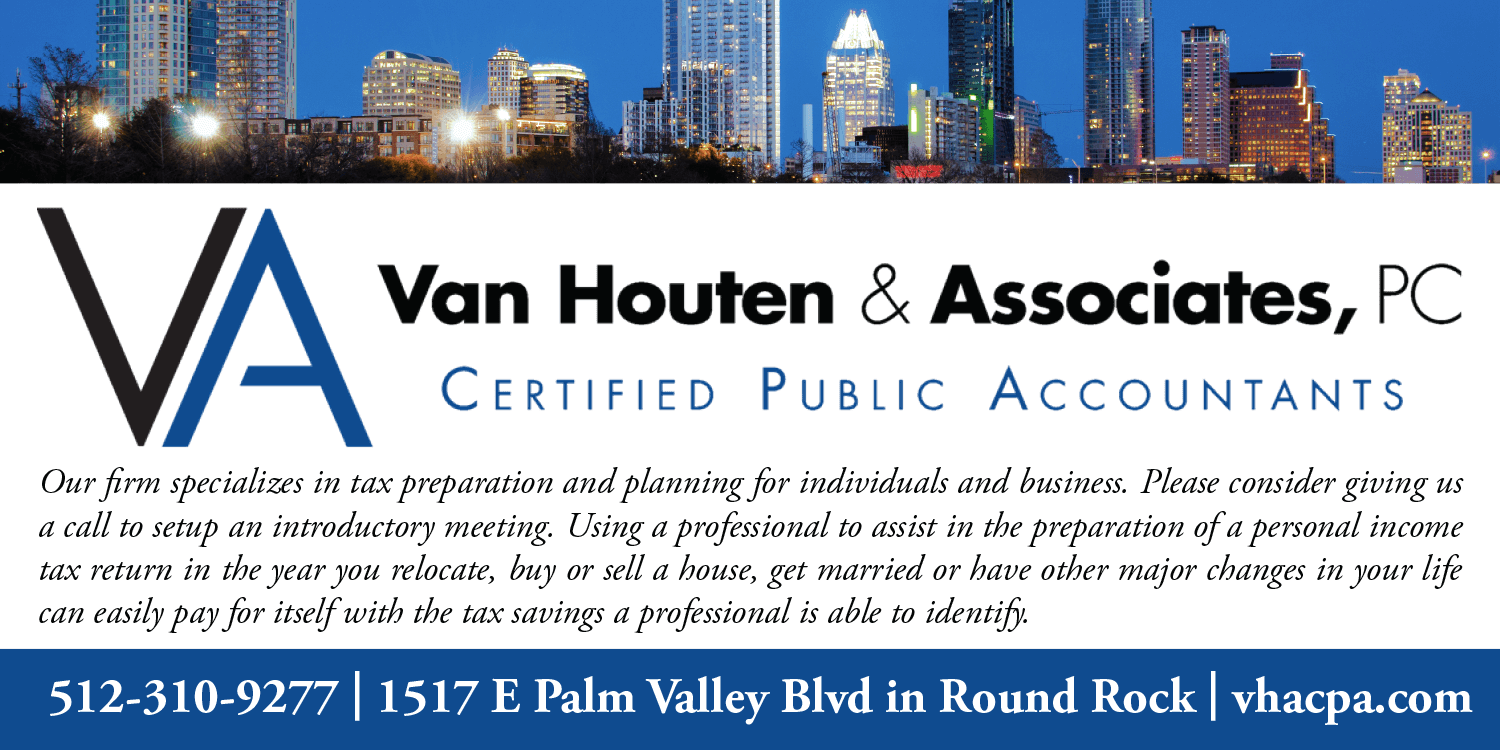 VA
Van Houten & Associates, PC
Certified Public Accountants
Our firm specializes in tax preparation and planning for individuals and business. Please consider giving us
a call to setup an introductory meeting. Using a professional to assist in the preparation of a personal income
tax return in the year you relocate, buy or sell a house, get married or have other major changes in your life
can easily pay for itself with the tax savings a professional is able to identify.
512-310-9277 | 1517 E Palm Valley Blvd in Round Rock | vhacpa.com